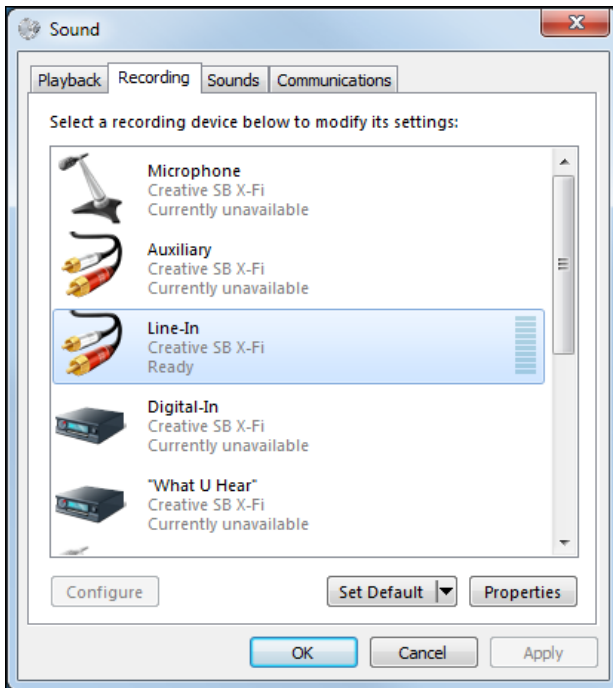 Sound
Playback Recording Sounds Communications
Select a recording device below to modify its settings:
Microphone
Creative SB X-Fi
Currently unavailable
Auxiliary
Creative SB X-Fi
Currently unavailable
Line-In
Creative SB X-Fi
Ready
Digital-In
Creative SB X-Fi
Currently unavailable
"What U Hear"
Creative SB X-Fi
Currently unavailable
Configure Set Default Properties
OK Cancel Apply